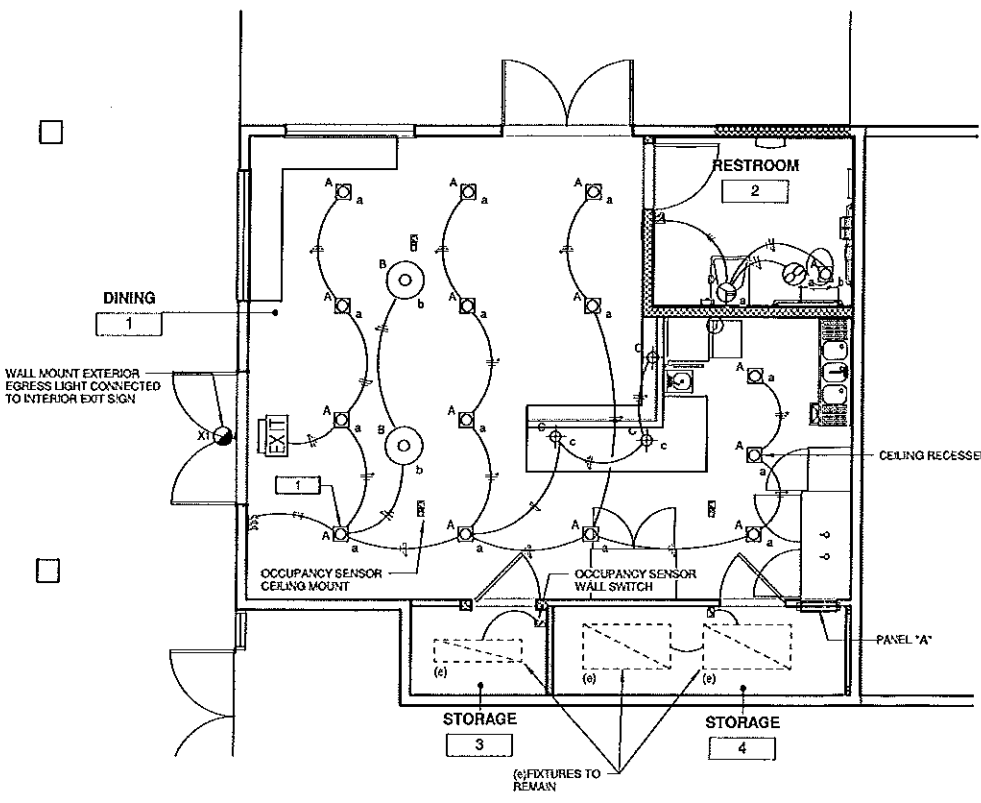 RESTROOM
2
A
A
A
a
a
a
B
b
A
a
a
DINING
1
A
A
A
a
a
a
WALL MOUNT EXTERIOR
EGRESS LIGHT CONNECTED
TO INTERIOR EXIT SIGN
C
A
a
X1
EXIT
A
A
a
a
B
b
C
c
C
c
A
a
CEILING RECESSE
1
A
A
A
A
a
a
a
a
OCCUPANCY SENSOR
CEILING MOUNT
OCCUPANCY SENSOR
WALL SWITCH
PANEL "A"
(e)
(e)
(e)
STORAGE
3
STORAGE
4
(e)FIXTURES TO
REMAIN